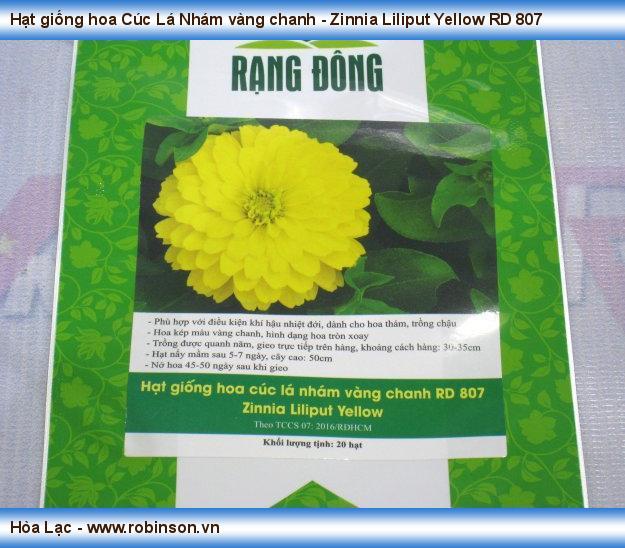 Hạt giống hoa Cúc Lá Nhám vàng chanh - Zinnia Liliput Yellow RD 807
RẠNG ĐÔNG
- Phù hợp với điều kiện khí hậu nhiệt đới, dành cho hoa thảm, trồng chậu
- Hoa kép màu vàng chanh, hình dạng hoa tròn xoay
- Trồng được quanh năm, gieo trực tiếp trên hàng, khoảng cách hàng: 30-35cm
- Hạt nẩy mầm sau 5-7 ngày, cây cao: 50cm
- Nở hoa 45-50 ngày sau khi gieo
Hạt giống hoa cúc lá nhám vàng chanh RD 807
Zinnia Liliput Yellow
Theo TCCS 07: 2016/RĐHCM
Khối lượng tịnh: 20 hạt
Hòa Lạc - www.robinson.vn